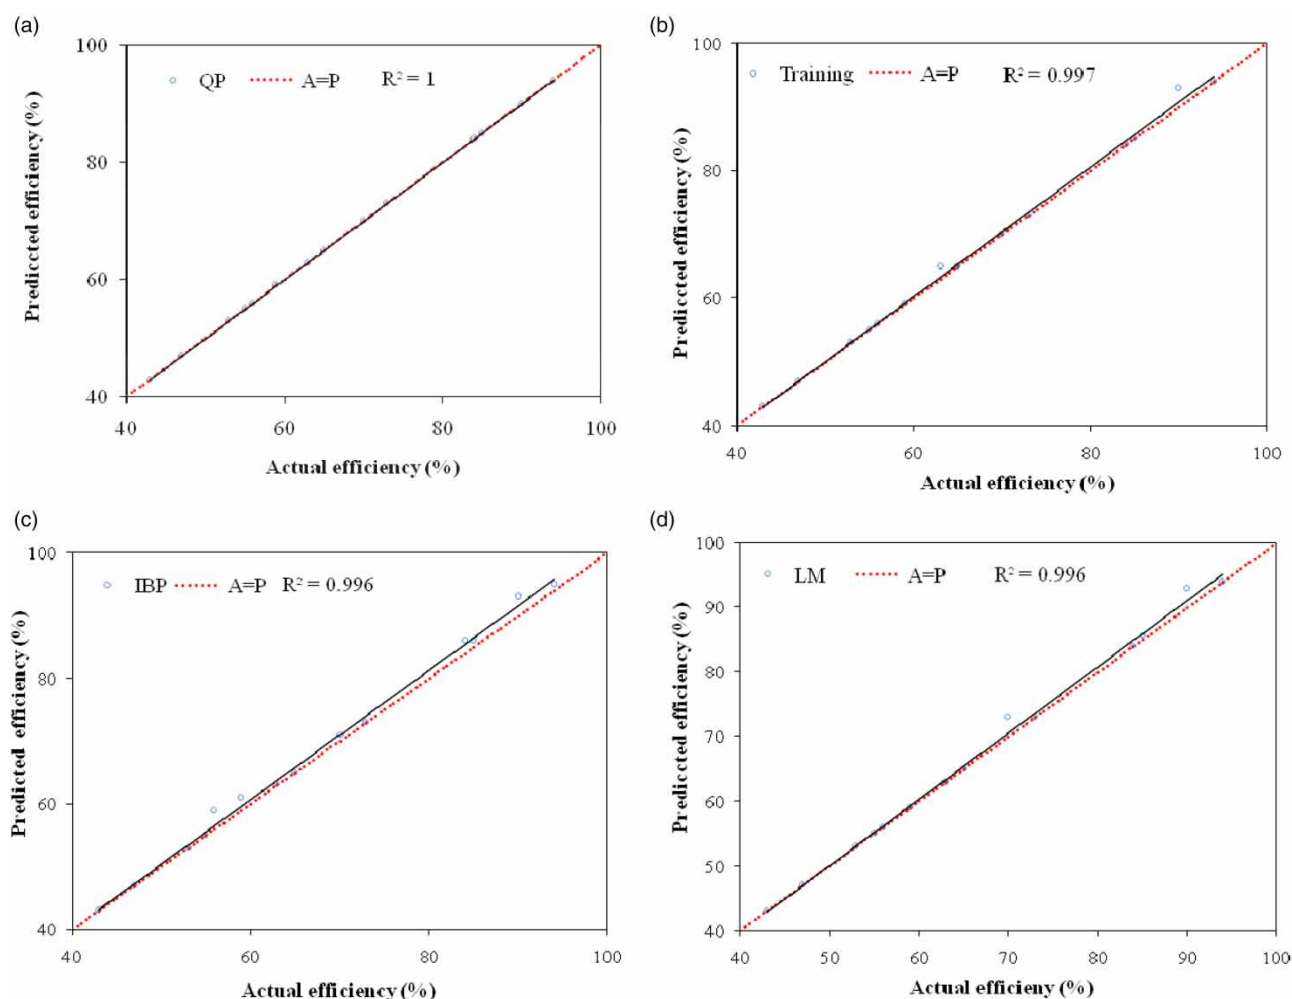 (a)
100
QP A=P R² = 1
80
60
40
40 60 80 100
Prediccted efficiency (%)
Actual efficiency (%)
(b)
100
Training A=P R² = 0.997
80
60
40
40 60 80 100
Prediccted efficiency (%)
Actual efficiency (%)
(c)
100
IBP A=P R² = 0.996
80
60
40
40 60 80 100
Predicted efficiency (%)
Actual efficiency (%)
(d)
100
LM A=P R² = 0.996
90
80
70
60
50
40
40 50 60 70 80 90 100
Prediccted efficiency (%)
Actual efficieny (%)